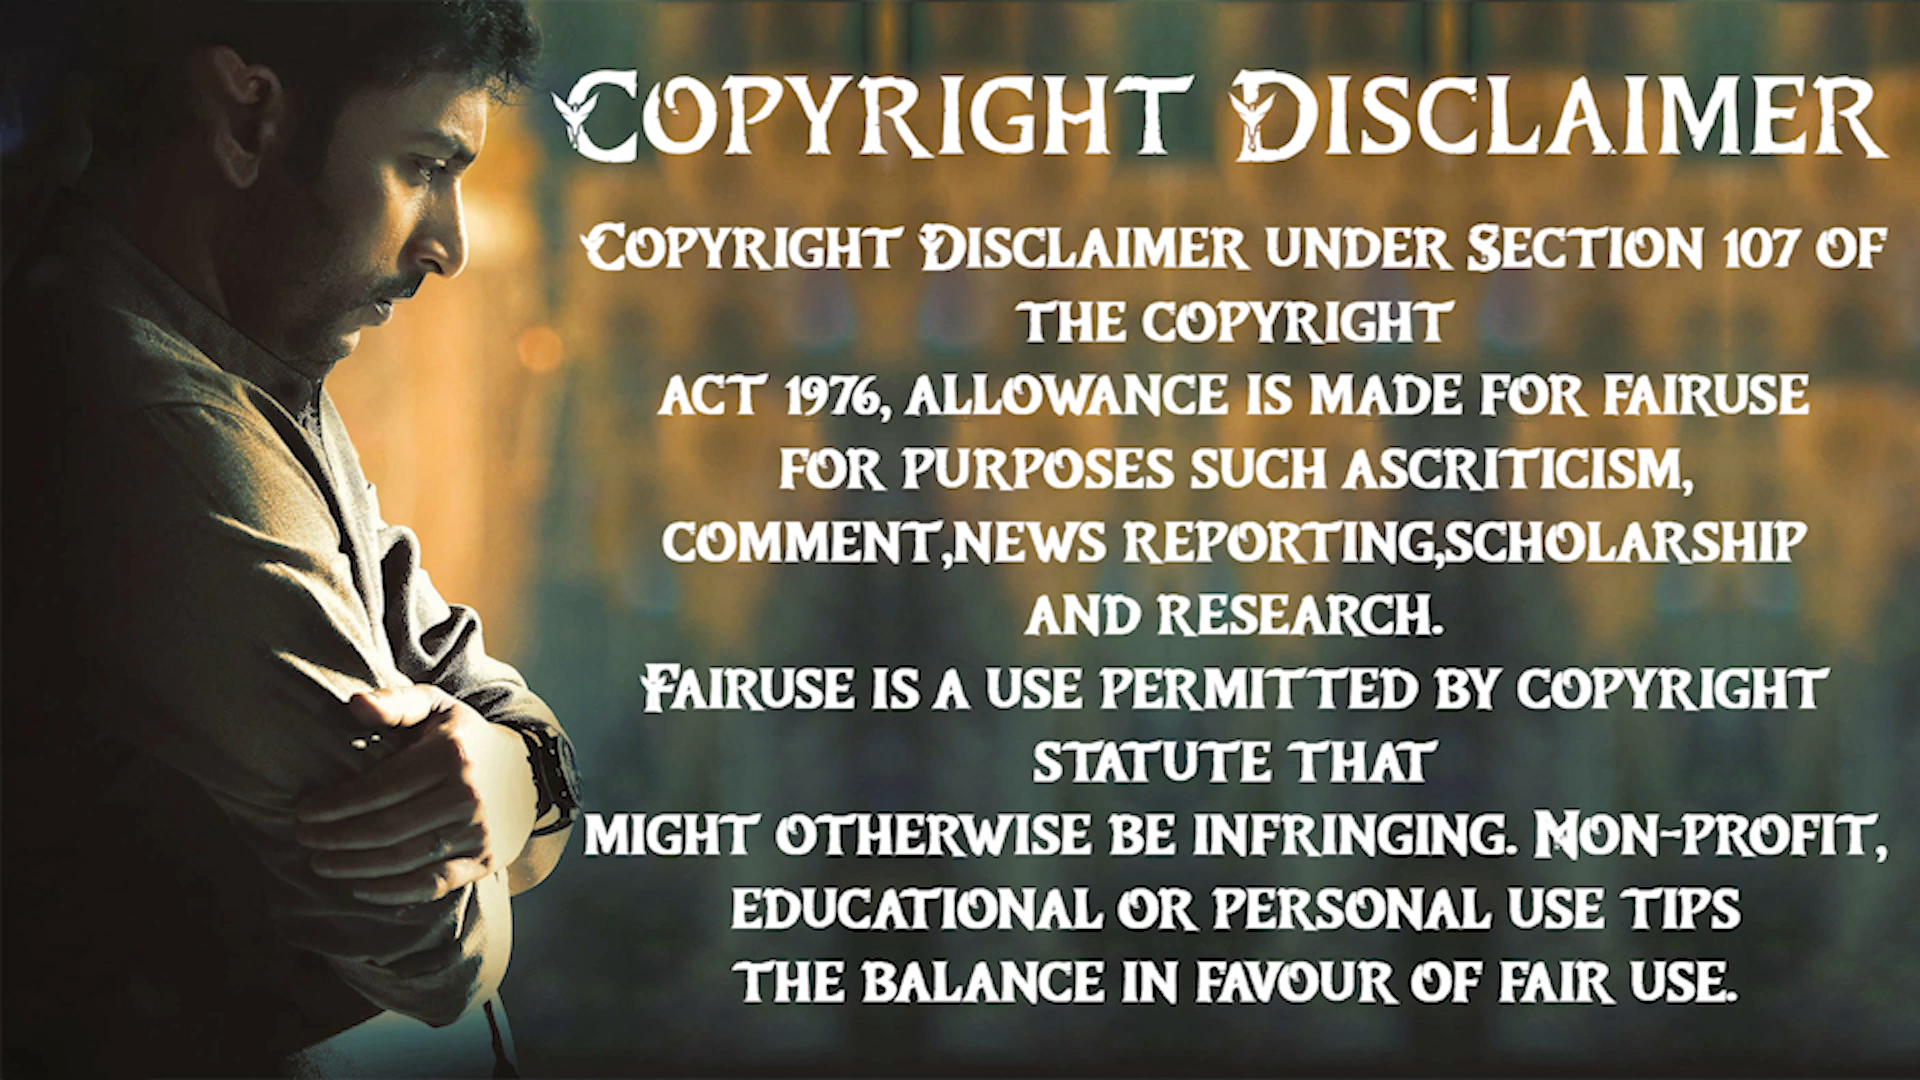 Copyright Disclaimer
Copyright Disclaimer under Section 107 of
the copyright
act 1976, allowance is made for fairuse
for purposes such ascriticism,
comment,news reporting,scholarship
and research.
Fairuse is a use permitted by copyright
statute that
might otherwise be infringing. Non-profit,
educational or personal use tips
the balance in favour of fair use.